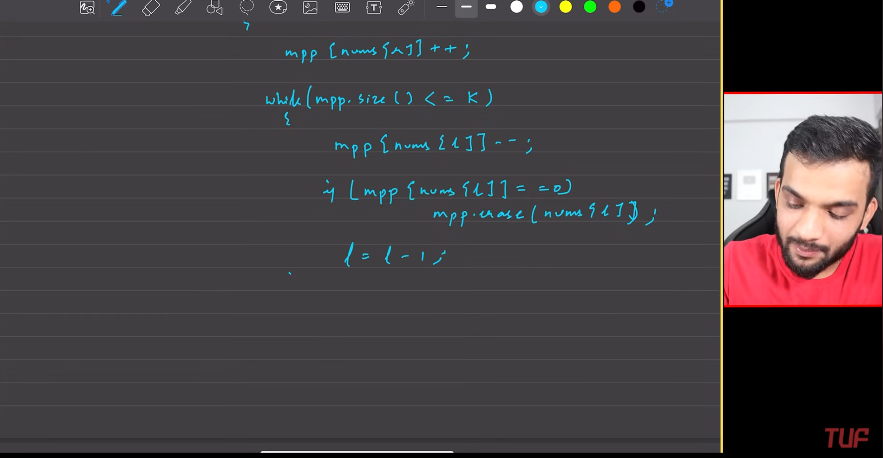 mpp[nums[r]]++;
while(mpp.size() <= K)
{
mpp[nums[l]]--;
if(mpp[nums[l]]==0)
mpp.erase(nums[l]);
l = l - 1;
TUF